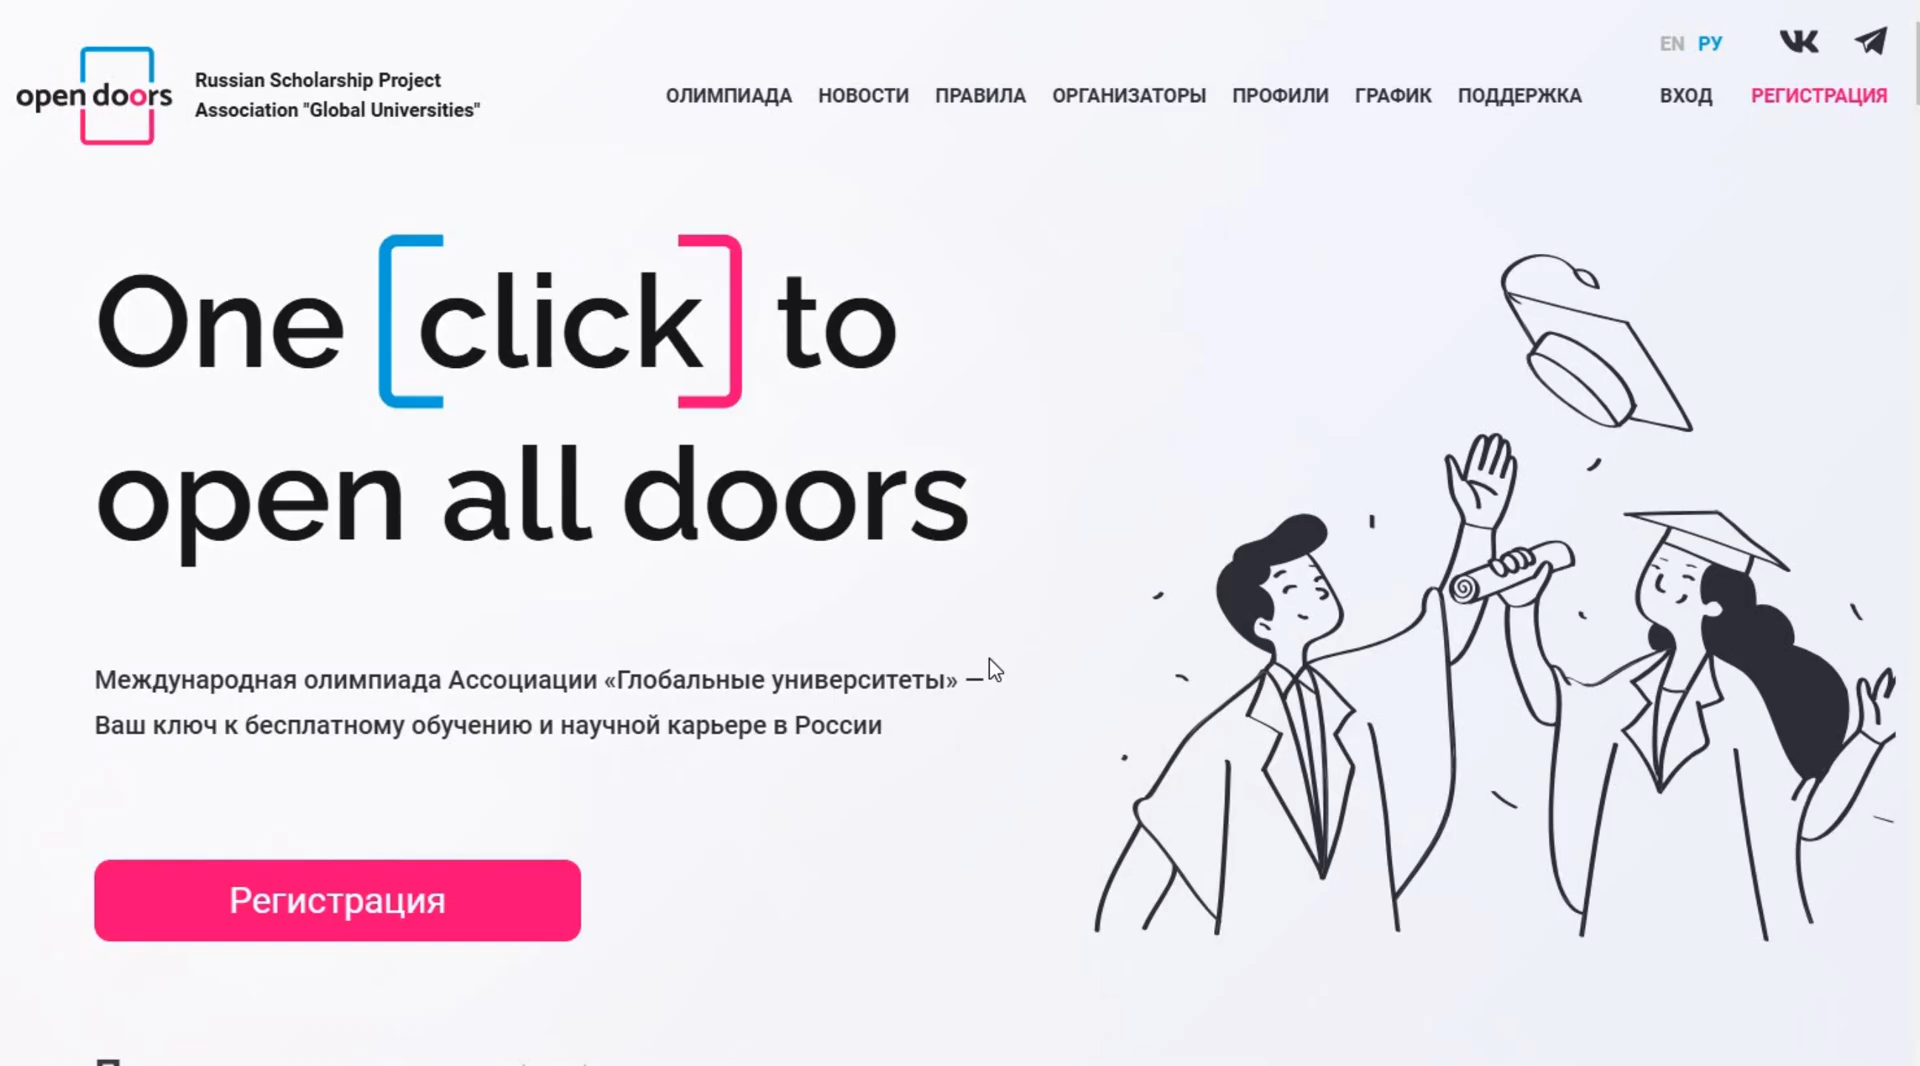 EN РУ
open doors
Russian Scholarship Project
Association "Global Universities"
ОЛИМПИАДА НОВОСТИ ПРАВИЛА ОРГАНИЗАТОРЫ ПРОФИЛИ ГРАФИК ПОДДЕРЖКА ВХОД РЕГИСТРАЦИЯ
One [click] to
open all doors
Международная олимпиада Ассоциации «Глобальные университеты» —
Ваш ключ к бесплатному обучению и научной карьере в России
Регистрация